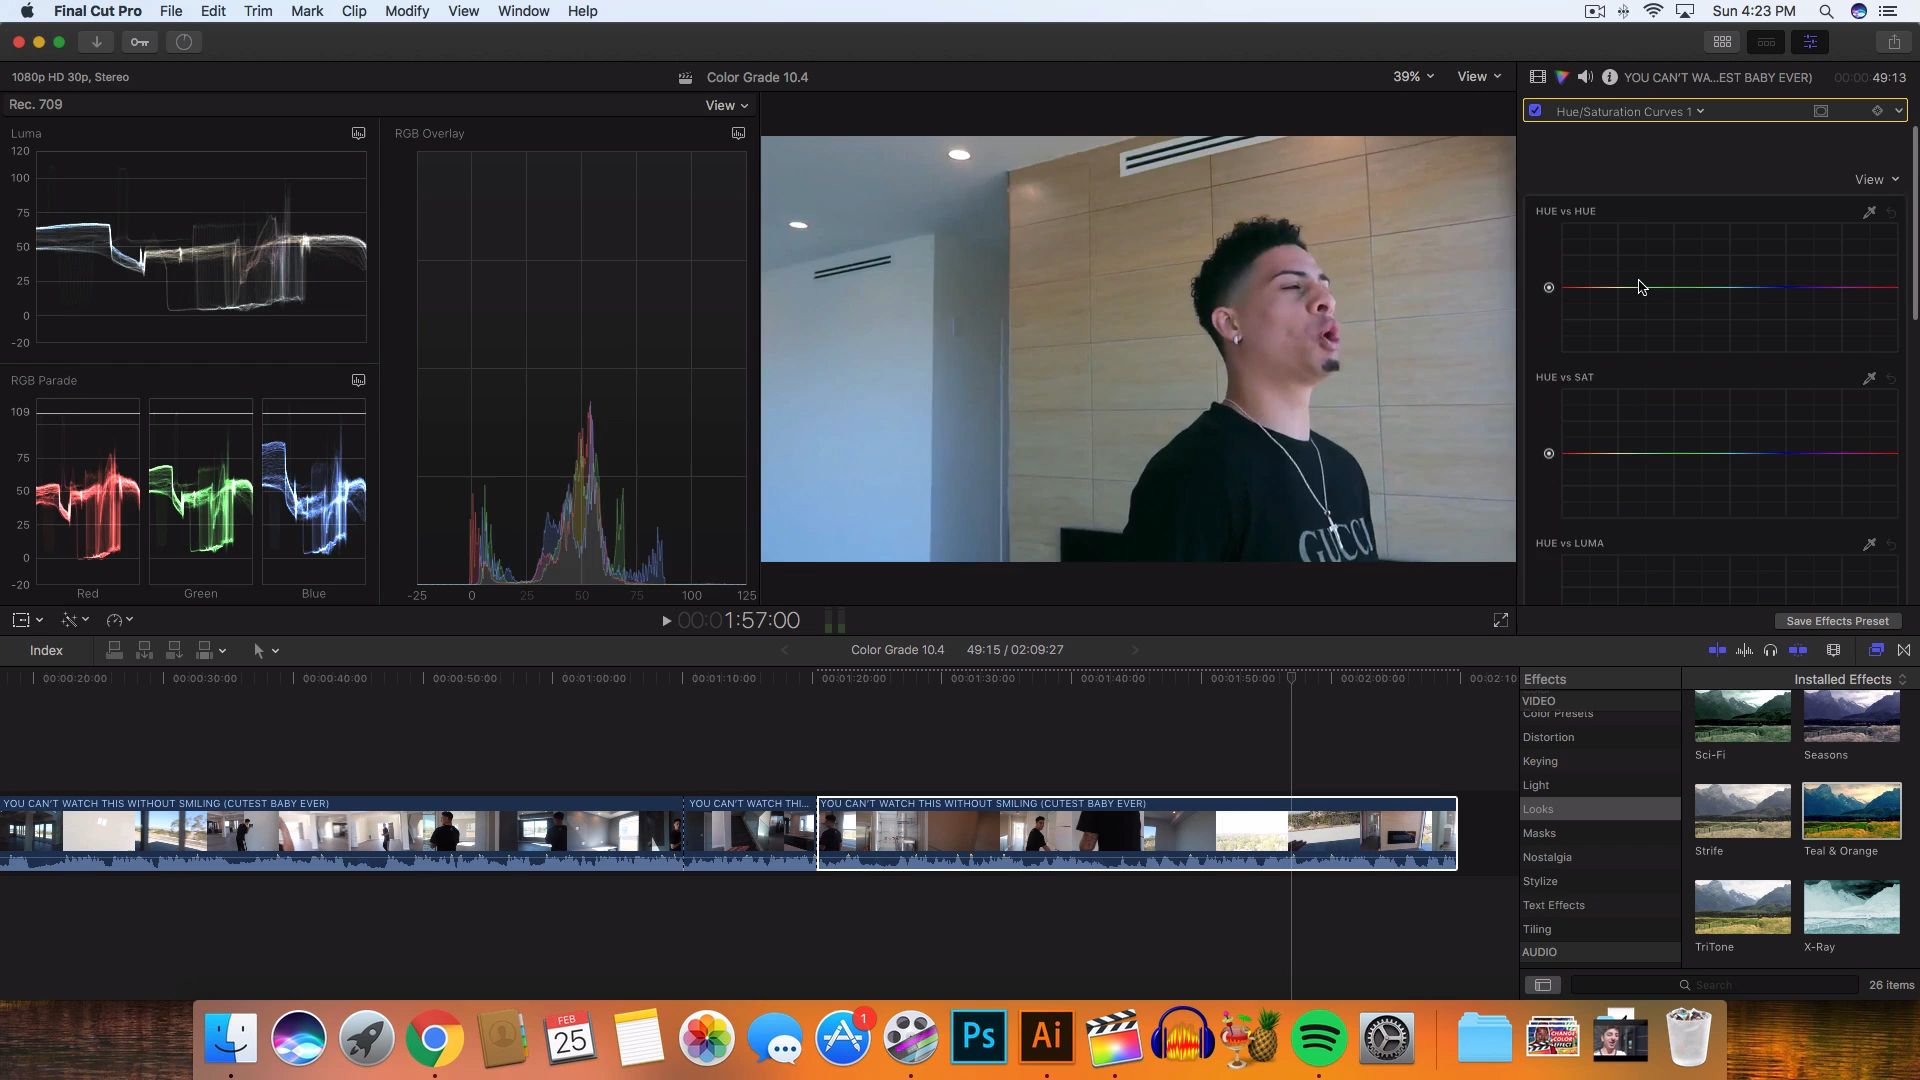 Final Cut Pro File Edit Trim Mark Clip Modify View Window Help
Sun 4:23 PM
1080p HD 30p, Stereo
Color Grade 10.4
39% View
YOU CAN'T WA...EST BABY EVER) 00:00:49:13
Rec. 709
View
Hue/Saturation Curves 1
View
Luma
120
100
75
50
25
0
-20
RGB Overlay
-25 0 25 50 75 100 125
RGB Parade
109
75
50
25
0
-20
Red Green Blue
GUCCI
HUE vs HUE
HUE vs SAT
HUE vs LUMA
00:00:01:57:00
Save Effects Preset
Index
Color Grade 10.4 49:15 / 02:09:27
00:00:20:00 00:00:30:00 00:00:40:00 00:00:50:00 00:01:00:00 00:01:10:00 00:01:20:00 00:01:30:00 00:01:40:00 00:01:50:00 00:02:00:00 00:02:10
YOU CAN'T WATCH THIS WITHOUT SMILING (CUTEST BABY EVER)
YOU CAN'T WATCH THI...
YOU CAN'T WATCH THIS WITHOUT SMILING (CUTEST BABY EVER)
Effects
Installed Effects
VIDEO
Color Presets
Distortion
Keying
Light
Looks
Masks
Nostalgia
Stylize
Text Effects
Tiling
AUDIO
Sci-Fi
Seasons
Strife
Teal & Orange
TriTone
X-Ray
Search
26 items
FEB
25
1
Ps
Ai